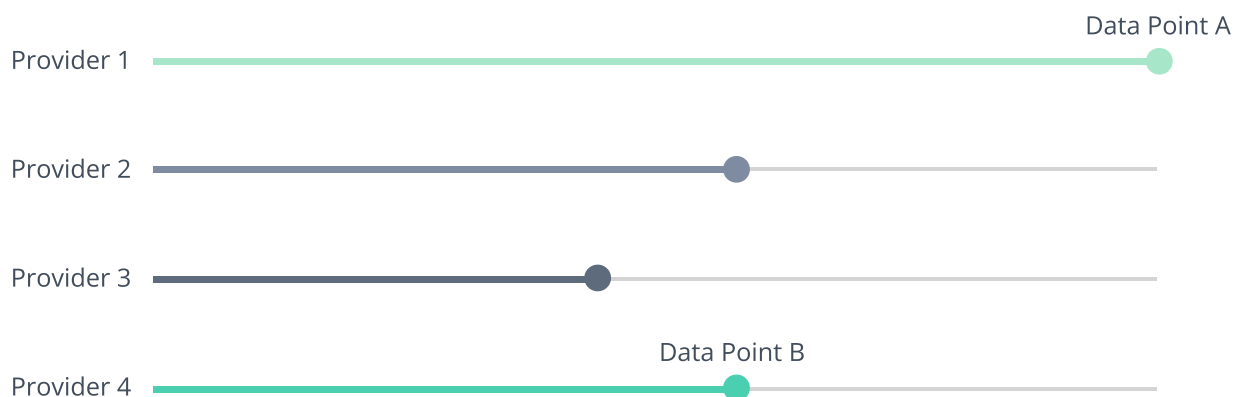 Data Point A
Provider 1
Provider 2
Provider 3
Data Point B
Provider 4